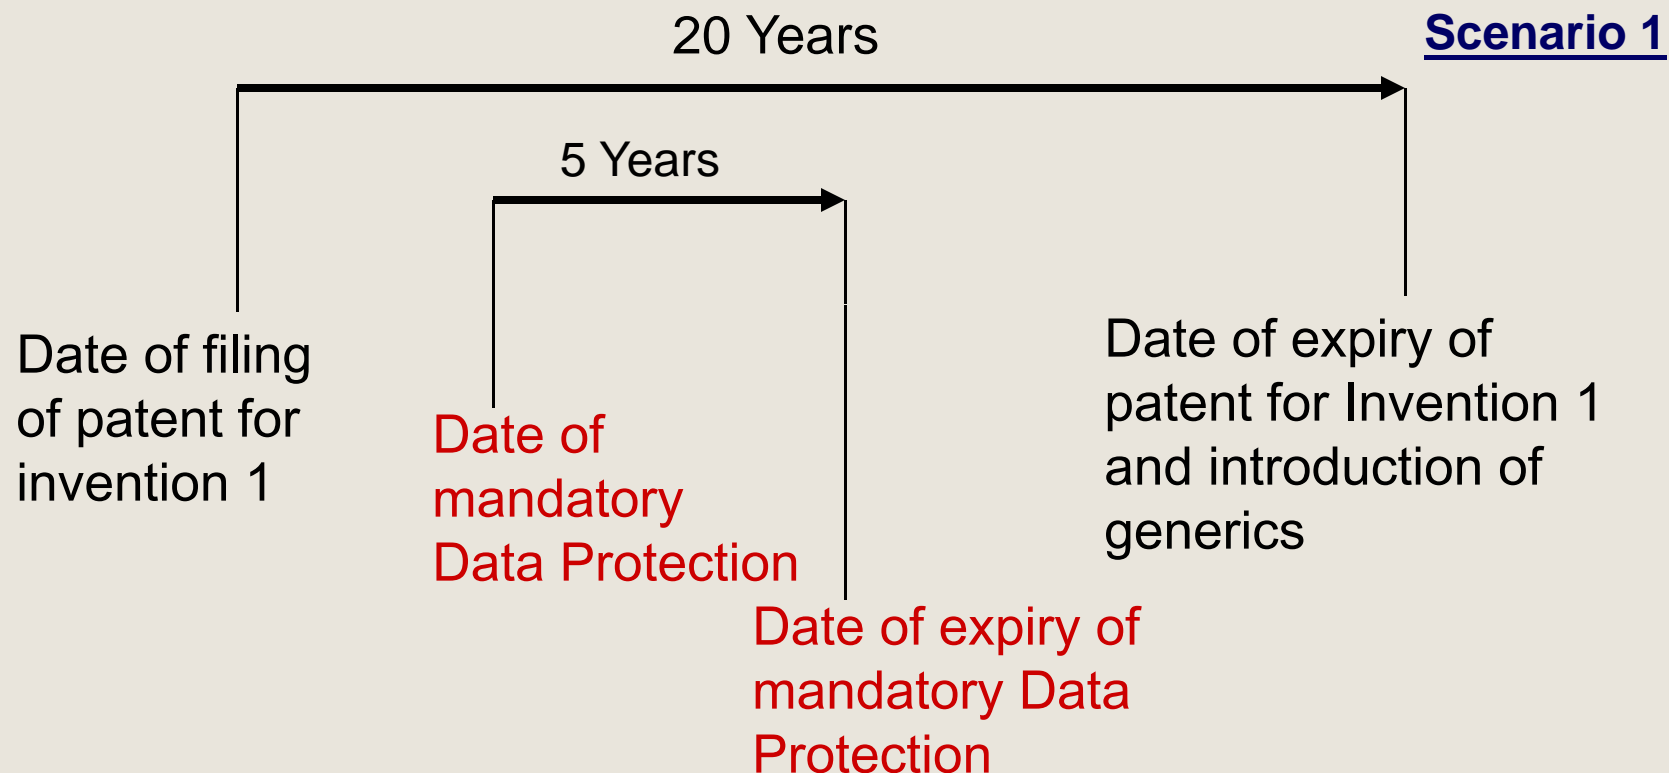 20 Years
Scenario 1
5 Years
Date of filing
of patent for
invention 1
Date of
mandatory
Data Protection
Date of expiry of
mandatory Data
Protection
Date of expiry of
patent for Invention 1
and introduction of
generics